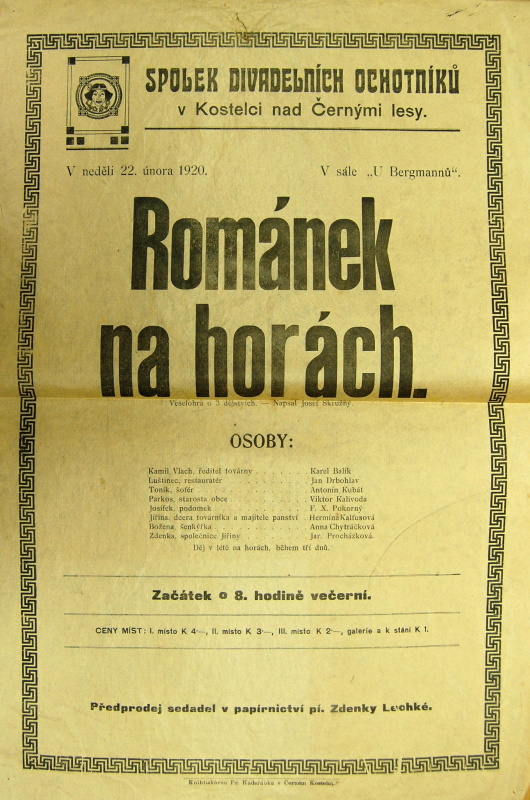 SPOLEK DIVADELNÍCH OCHOTNÍKŮ
v Kostelci nad Černými lesy.
V neděli 22. února 1920. V sále „U Bergmannů“.
Románek
na horách.
Veselohra o 3 dějstvích. — Napsal Josef Skružný.
OSOBY:
Kamil Vlach, ředitel továrny . . . . . . Karel Balík
Luštinec, restauratér . . . . . . Jan Drbohlav
Toník, šofér . . . . . . Antonín Kubát
Parkos, starosta obce . . . . . . Viktor Kalivoda
Josífek, podomek . . . . . . F. X. Pokorný
Jiřina, dcera továrníka a majitele panství . Hermína Kalfusová
Božena, šenkýřka . . . . . . Anna Chytráčková
Zdenka, společnice Jiřiny . . . . . . Jar. Procházková.
Děj v létě na horách, během tří dnů.
Začátek o 8. hodině večerní.
CENY MÍST: I. místo K 4·—, II. místo K 3·—, III. místo K 2·—, galerie a k stání K 1.
Předprodej sedadel v papírnictví pí. Zdenky Lechké.
Knihtiskárna Fr. v Černém Kostelci.